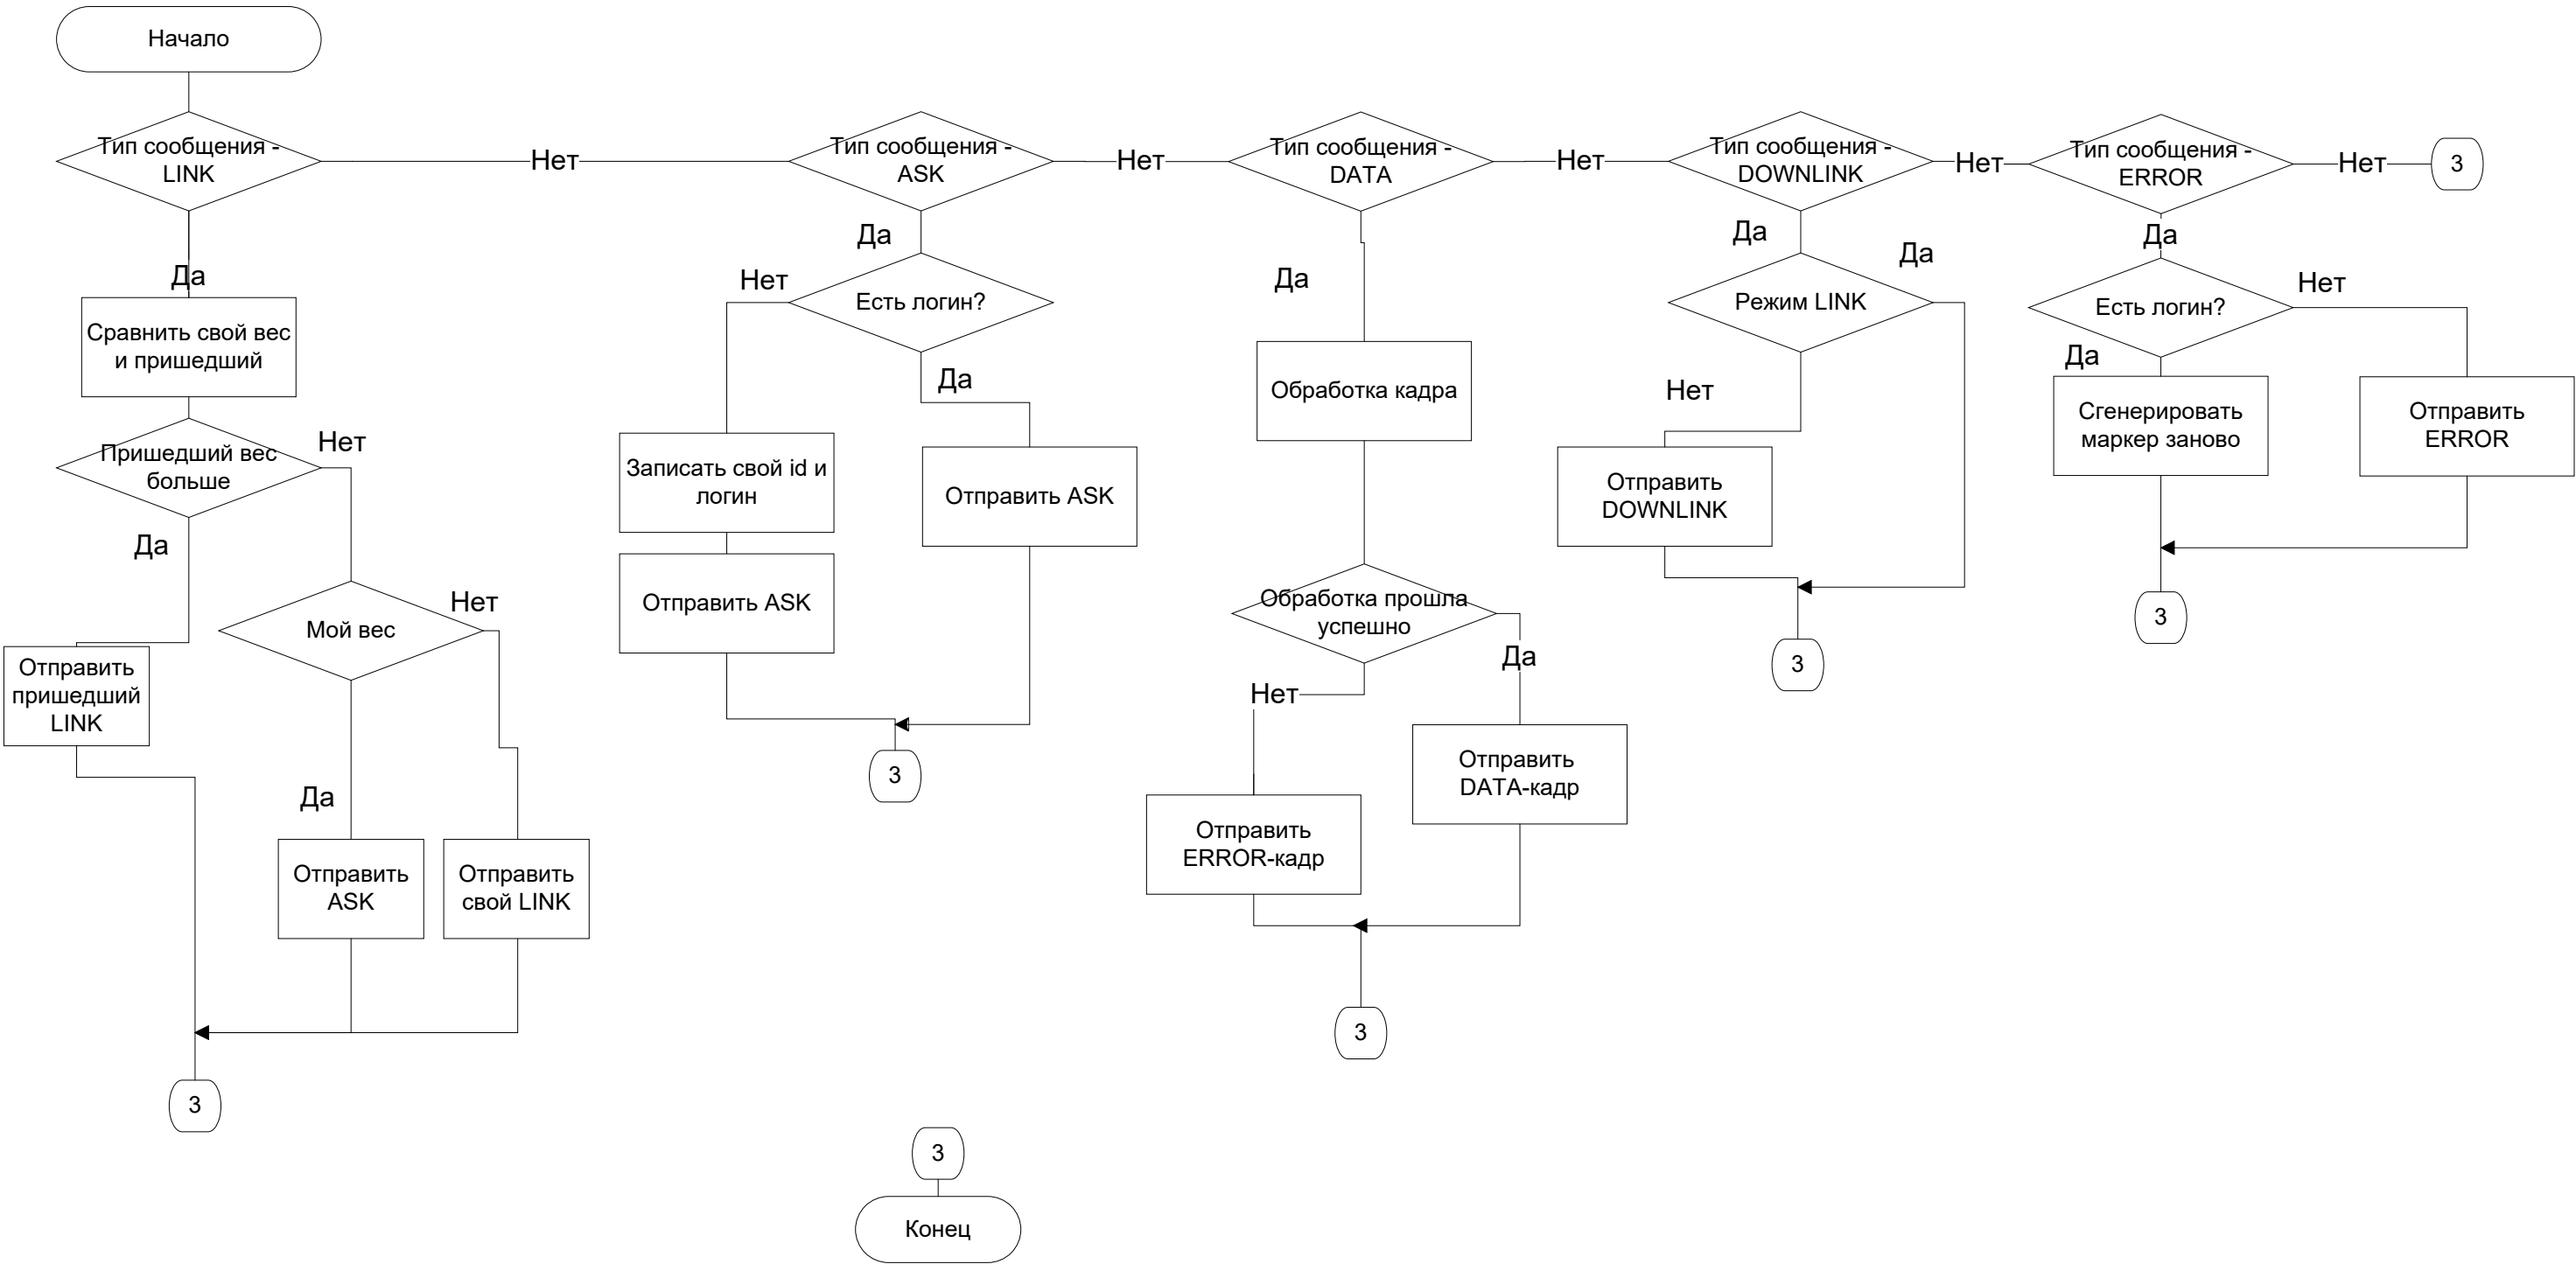 Начало
Тип сообщения -
LINK
Нет
Тип сообщения -
ASK
Нет
Тип сообщения -
DATA
Нет
Тип сообщения -
DOWNLINK
Нет
Тип сообщения -
ERROR
Нет
3
Да
Сравнить свой вес
и пришедший
Пришедший вес
больше
Нет
Да
Отправить
пришедший
LINK
Мой вес
Нет
Да
Отправить
ASK
Отправить
свой LINK
3
Да
Есть логин?
Нет
Да
Записать свой id и
логин
Отправить ASK
Отправить ASK
3
Да
Обработка кадра
Обработка прошла
успешно
Нет
Да
Отправить
ERROR-кадр
Отправить
DATA-кадр
3
Да
Режим LINK
Да
Нет
Отправить
DOWNLINK
3
Да
Есть логин?
Нет
Да
Сгенерировать
маркер заново
Отправить
ERROR
3
3
Конец